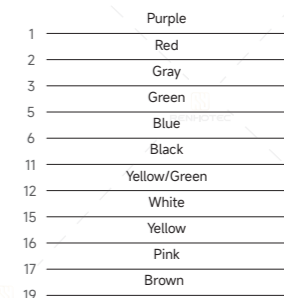 Purple
1
Red
2
Gray
3
Green
5
Blue
6
Black
11
Yellow/Green
12
White
15
Yellow
16
Pink
17
Brown
19